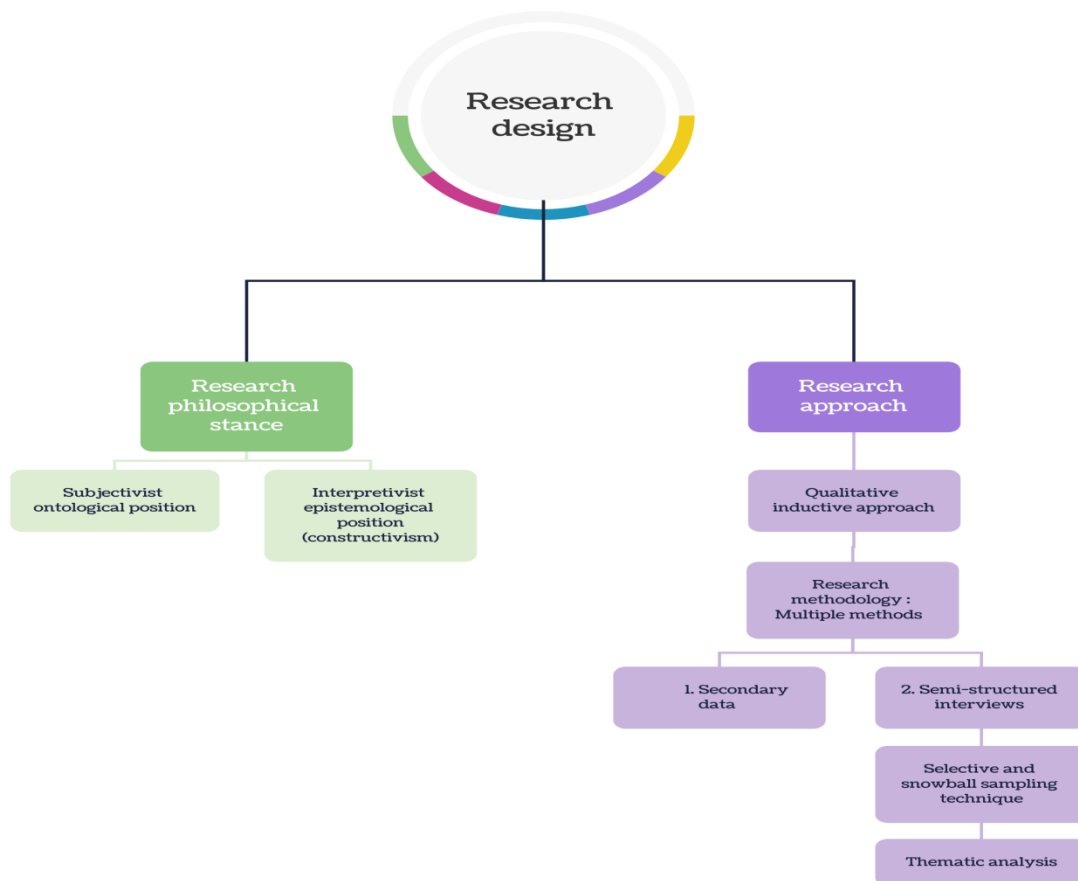 Research
design
Research
philosophical
stance
Research
approach
Subjectivist
ontological position
Interpretivist
epistemological
position
(constructivism)
Qualitative
inductive approach
Research
methodology :
Multiple methods
1. Secondary
data
2. Semi-structured
interviews
Selective and
snowball sampling
technique
Thematic analysis